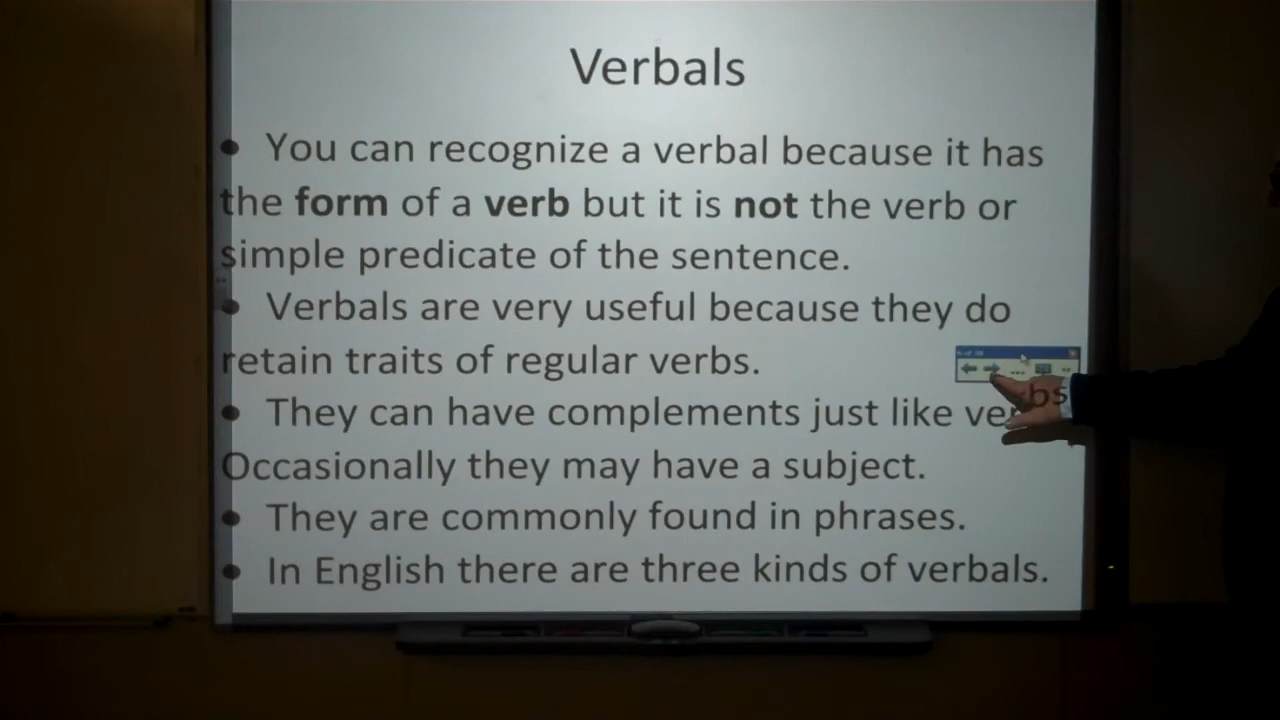 Verbals
• You can recognize a verbal because it has
the form of a verb but it is not the verb or
simple predicate of the sentence.
• Verbals are very useful because they do
retain traits of regular verbs.
• They can have complements just like verbs
Occasionally they may have a subject.
• They are commonly found in phrases.
• In English there are three kinds of verbals.